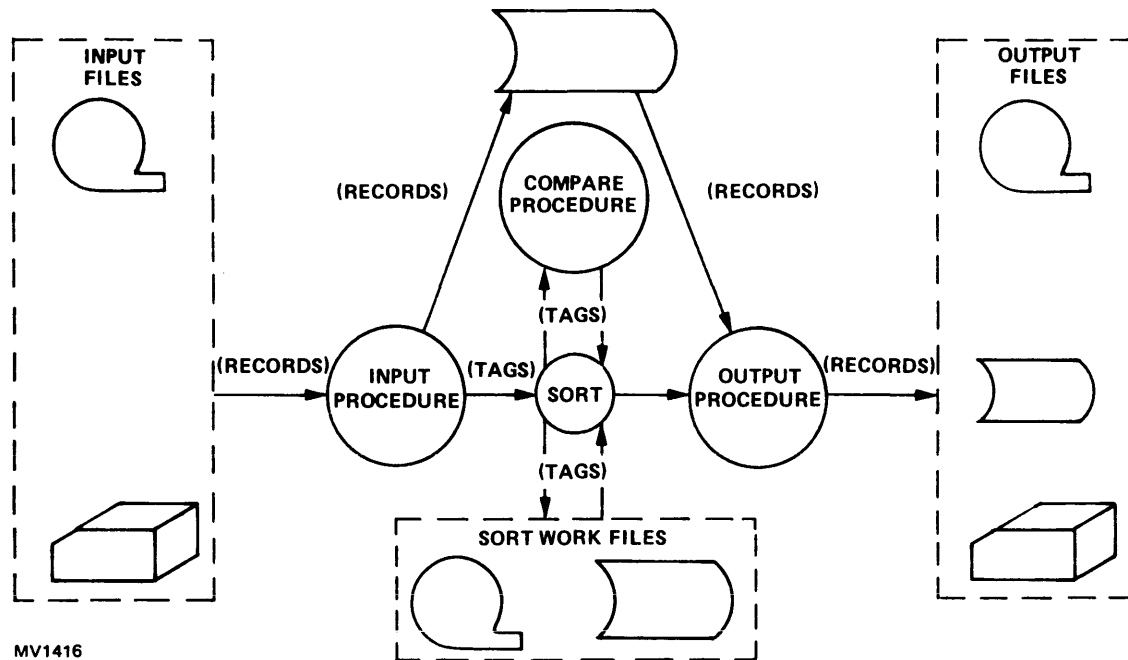 INPUT
FILES
OUTPUT
FILES
COMPARE
PROCEDURE
(RECORDS)
(RECORDS)
(TAGS)
(RECORDS)
INPUT
PROCEDURE
(TAGS)
SORT
OUTPUT
PROCEDURE
(RECORDS)
(TAGS)
SORT WORK FILES
MV1416